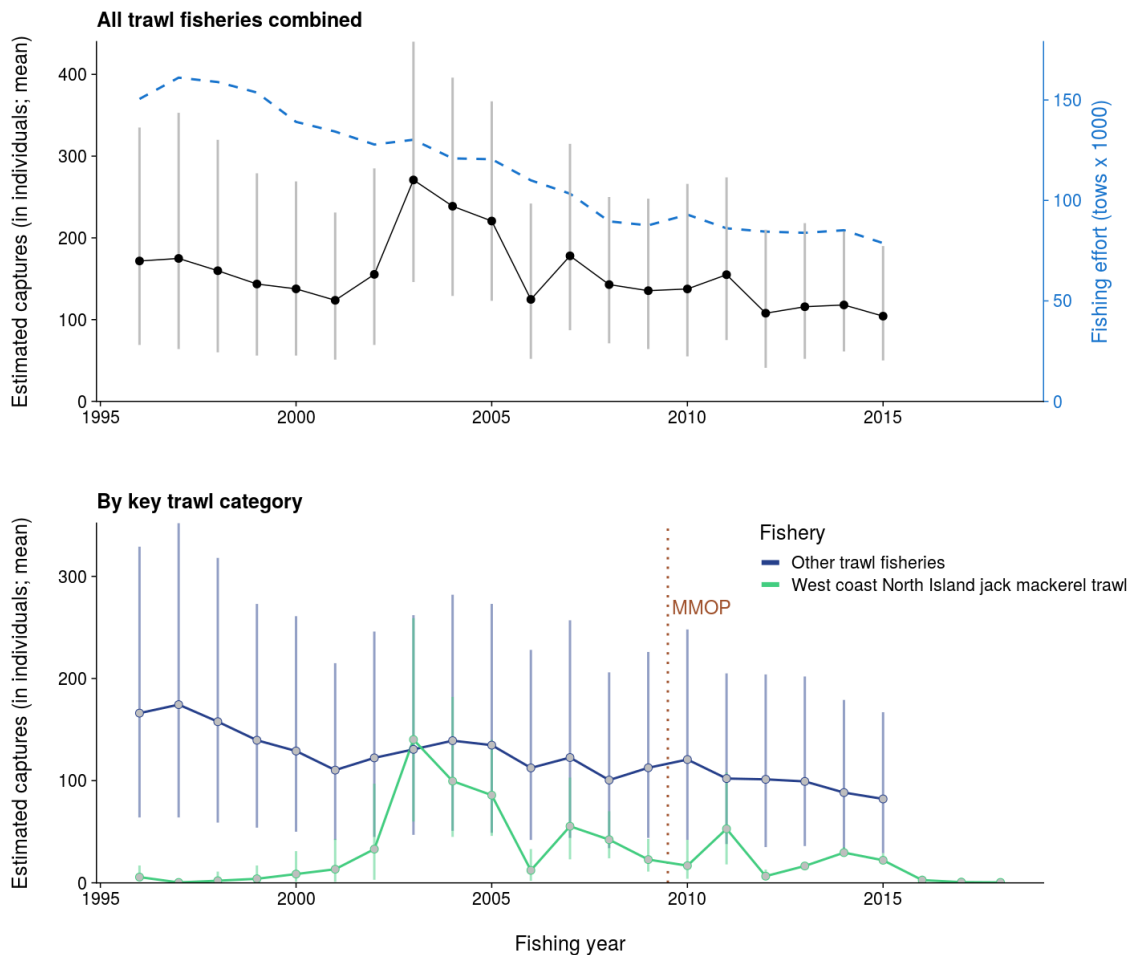 All trawl fisheries combined
Estimated captures (in individuals; mean)
400
300
200
100
0
150
100
50
0
Fishing effort (tows x 1000)
1995
2000
2005
2010
2015
By key trawl category
Estimated captures (in individuals; mean)
300
200
100
0
MMOP
Fishery
Other trawl fisheries
West coast North Island jack mackerel trawl
1995
2000
2005
2010
2015
Fishing year